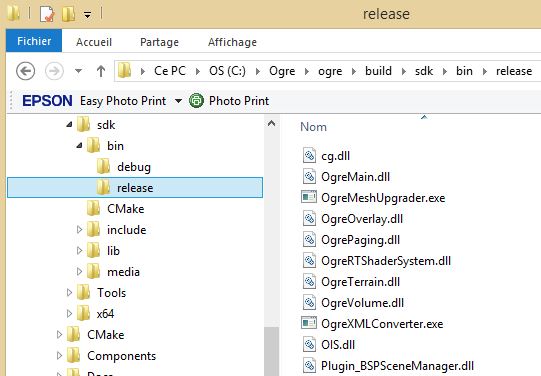 release
Fichier Accueil Partage Affichage
Ce PC OS (C:) Ogre ogre build sdk bin release
EPSON Easy Photo Print Photo Print
sdk
bin
debug
release
CMake
include
lib
media
Tools
x64
CMake
Components
Docs
Nom
cg.dll
OgreMain.dll
OgreMeshUpgrader.exe
OgreOverlay.dll
OgrePaging.dll
OgreRTShaderSystem.dll
OgreTerrain.dll
OgreVolume.dll
OgreXMLConverter.exe
OIS.dll
Plugin_BSPSceneManager.dll